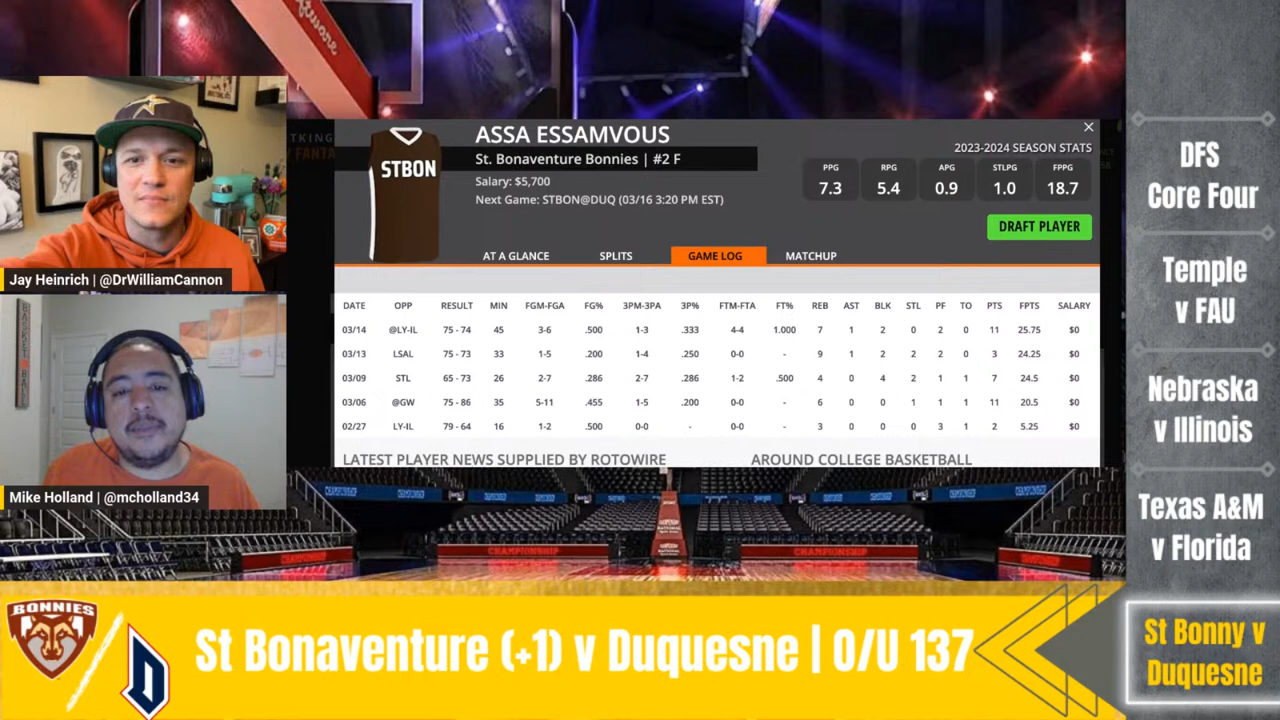 ASSA ESSAMVOUS
St. Bonaventure Bonnies | #2 F
Salary: $5,700
Next Game: STBON@DUQ (03/16 3:20 PM EST)
STBON
2023-2024 SEASON STATS
PPG RPG APG STLPG FPPG
7.3 5.4 0.9 1.0 18.7
DRAFT PLAYER
AT A GLANCE SPLITS GAME LOG MATCHUP
DATE OPP RESULT MIN FGM-FGA FG% 3PM-3PA 3P% FTM-FTA FT% REB AST BLK STL PF TO PTS FPTS SALARY
03/14 @LY-IL 75 - 74 45 3-6 .500 1-3 .333 4-4 1.000 7 1 2 0 2 0 11 25.75 $0
03/13 LSAL 75 - 73 33 1-5 .200 1-4 .250 0-0 - 9 1 2 2 2 0 3 24.25 $0
03/09 STL 65 - 73 26 2-7 .286 2-7 .286 1-2 .500 4 0 4 2 1 1 7 24.5 $0
03/06 @GW 75 - 86 35 5-11 .455 1-5 .200 0-0 - 6 0 0 1 1 1 11 20.5 $0
02/27 LY-IL 79 - 64 16 1-2 .500 0-0 - 0-0 - 3 0 0 0 3 1 2 5.25 $0
LATEST PLAYER NEWS SUPPLIED BY ROTOWIRE AROUND COLLEGE BASKETBALL
Jay Heinrich | @DrWilliamCannon
Mike Holland | @mcholland34
CHAMPIONSHIP
CHAMPIONSHIP
BONNIES
D
St Bonaventure (+1) v Duquesne | O/U 137
DFS
Core Four
Temple
v FAU
Nebraska
v Illinois
Texas A&M
v Florida
St Bonny v
Duquesne